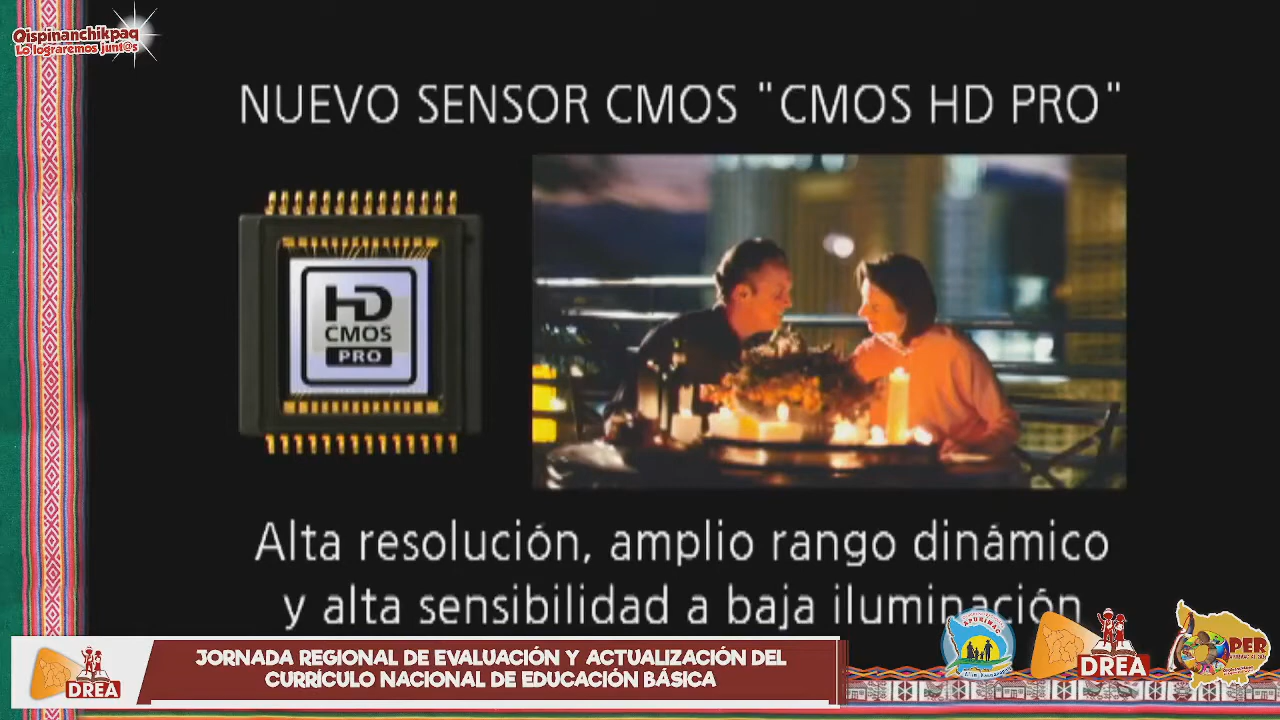 Qispinanchikpaq
Lo lograremos junt@s
NUEVO SENSOR CMOS "CMOS HD PRO"
HD
CMOS
PRO
Alta resolución, amplio rango dinámico
y alta sensibilidad a baja iluminación
DREA
JORNADA REGIONAL DE EVALUACIÓN Y ACTUALIZACIÓN DEL
CURRÍCULO NACIONAL DE EDUCACIÓN BÁSICA
APURIMAC
DREA
PER